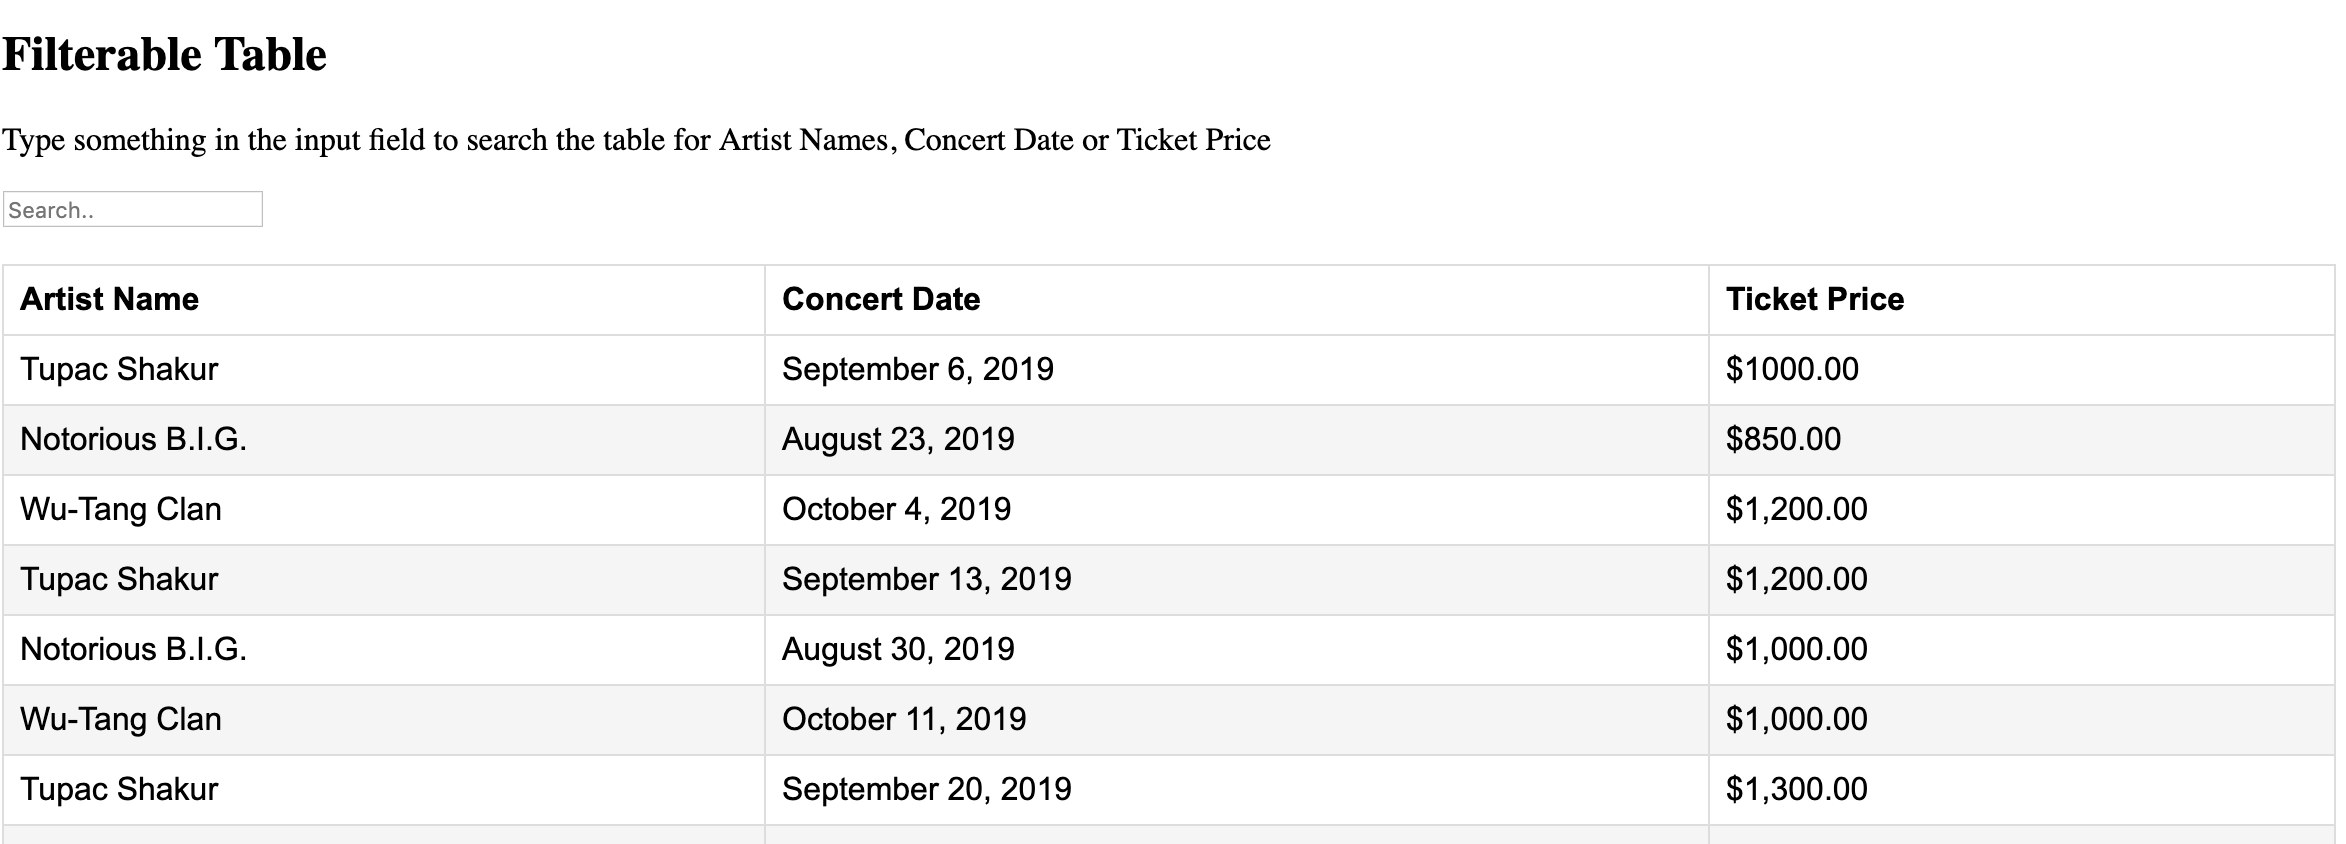 Filterable Table
Type something in the input field to search the table for Artist Names, Concert Date or Ticket Price
Search..
Artist Name Concert Date Ticket Price
Tupac Shakur September 6, 2019 $1000.00
Notorious B.I.G. August 23, 2019 $850.00
Wu-Tang Clan October 4, 2019 $1,200.00
Tupac Shakur September 13, 2019 $1,200.00
Notorious B.I.G. August 30, 2019 $1,000.00
Wu-Tang Clan October 11, 2019 $1,000.00
Tupac Shakur September 20, 2019 $1,300.00